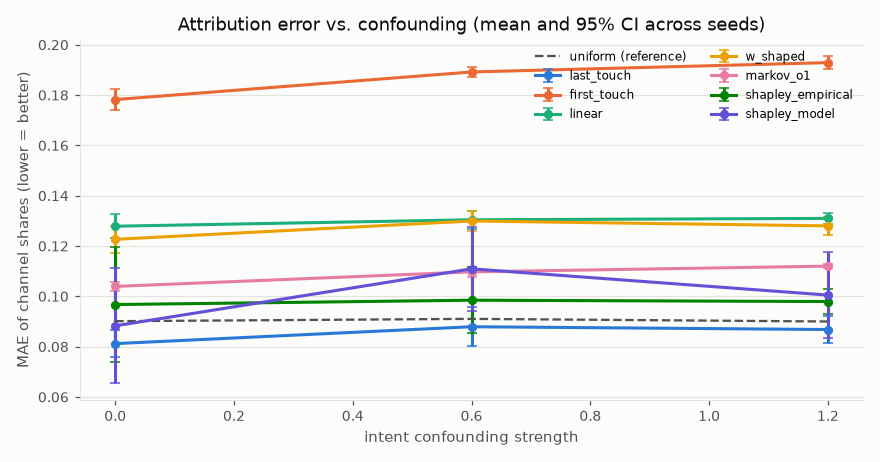 Attribution error vs. confounding (mean and 95% CI across seeds)
MAE of channel shares (lower = better)
0.20
0.18
0.16
0.14
0.12
0.10
0.08
0.06
uniform (reference)
last_touch
first_touch
linear
w_shaped
markov_o1
shapley_empirical
shapley_model
0.0
0.2
0.4
0.6
0.8
1.0
1.2
intent confounding strength